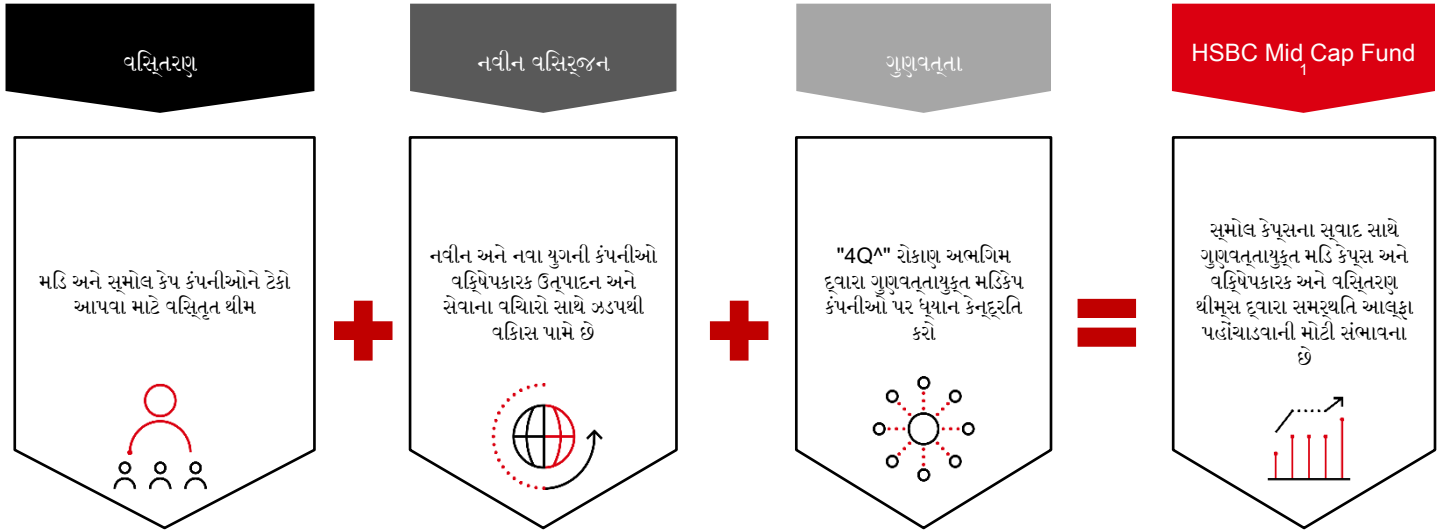 વિસ્તરણ
નવીન વિસર્જન
ગુણવત્તા
HSBC Mid Cap Fund
1
મિડ અને સ્મોલ કેપ કંપનીઓને ટેકો
આપવા માટે વિસ્તૃત થીમ
નવીન અને નવા યુગની કંપનીઓ
વિક્ષેપકારક ઉત્પાદન અને
સેવાના વિચારો સાથે ઝડપથી
વિકાસ પામે છે
"4Q^" રોકાણ અભિગમ
દ્વારા ગુણવત્તાયુક્ત મિડકેપ
કંપનીઓ પર ધ્યાન કેન્દ્રિત
કરો
સ્મોલ કેપ્સના સ્વાદ સાથે
ગુણવત્તાયુક્ત મિડ કેપ્સ અને
વિક્ષેપકારક અને વિસ્તરણ
થીમ્સ દ્વારા સમર્થિત આલ્ફા
પહોંચાડવાની મોટી સંભાવના
છે